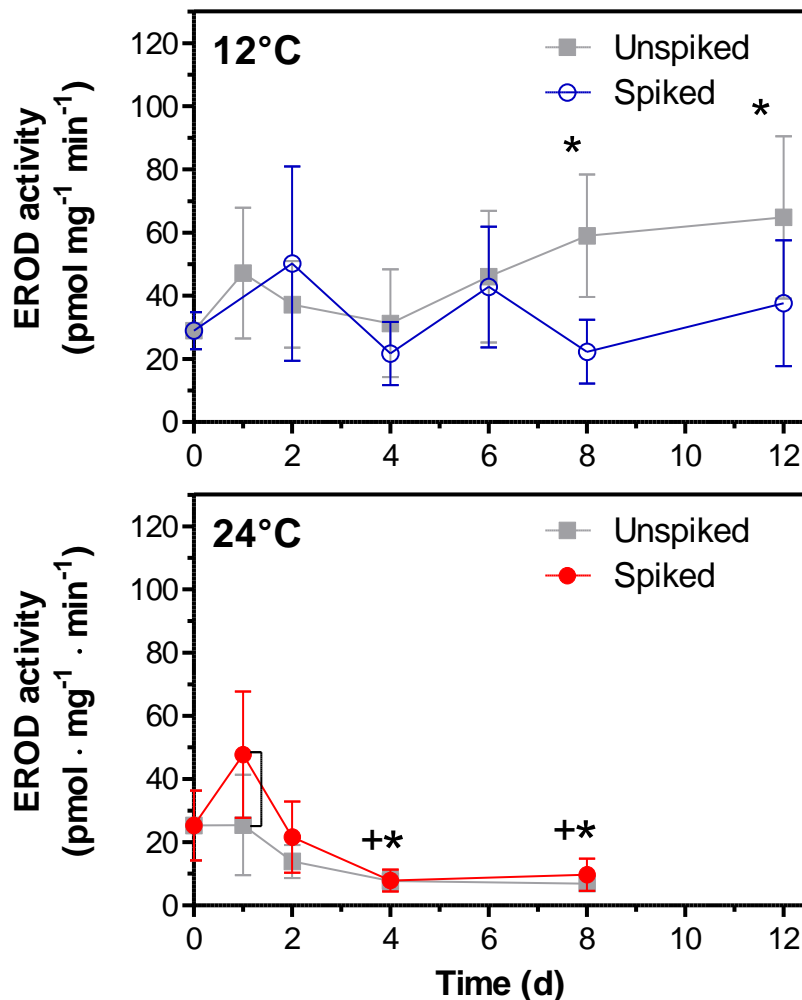 12°C
Unspiked
Spiked
*
*
EROD activity
(pmol mg⁻¹ min⁻¹)
120
100
80
60
40
20
0
0 2 4 6 8 10 12
24°C
Unspiked
Spiked
+*
+*
EROD activity
(pmol · mg⁻¹ · min⁻¹)
120
100
80
60
40
20
0
0 2 4 6 8 10 12
Time (d)